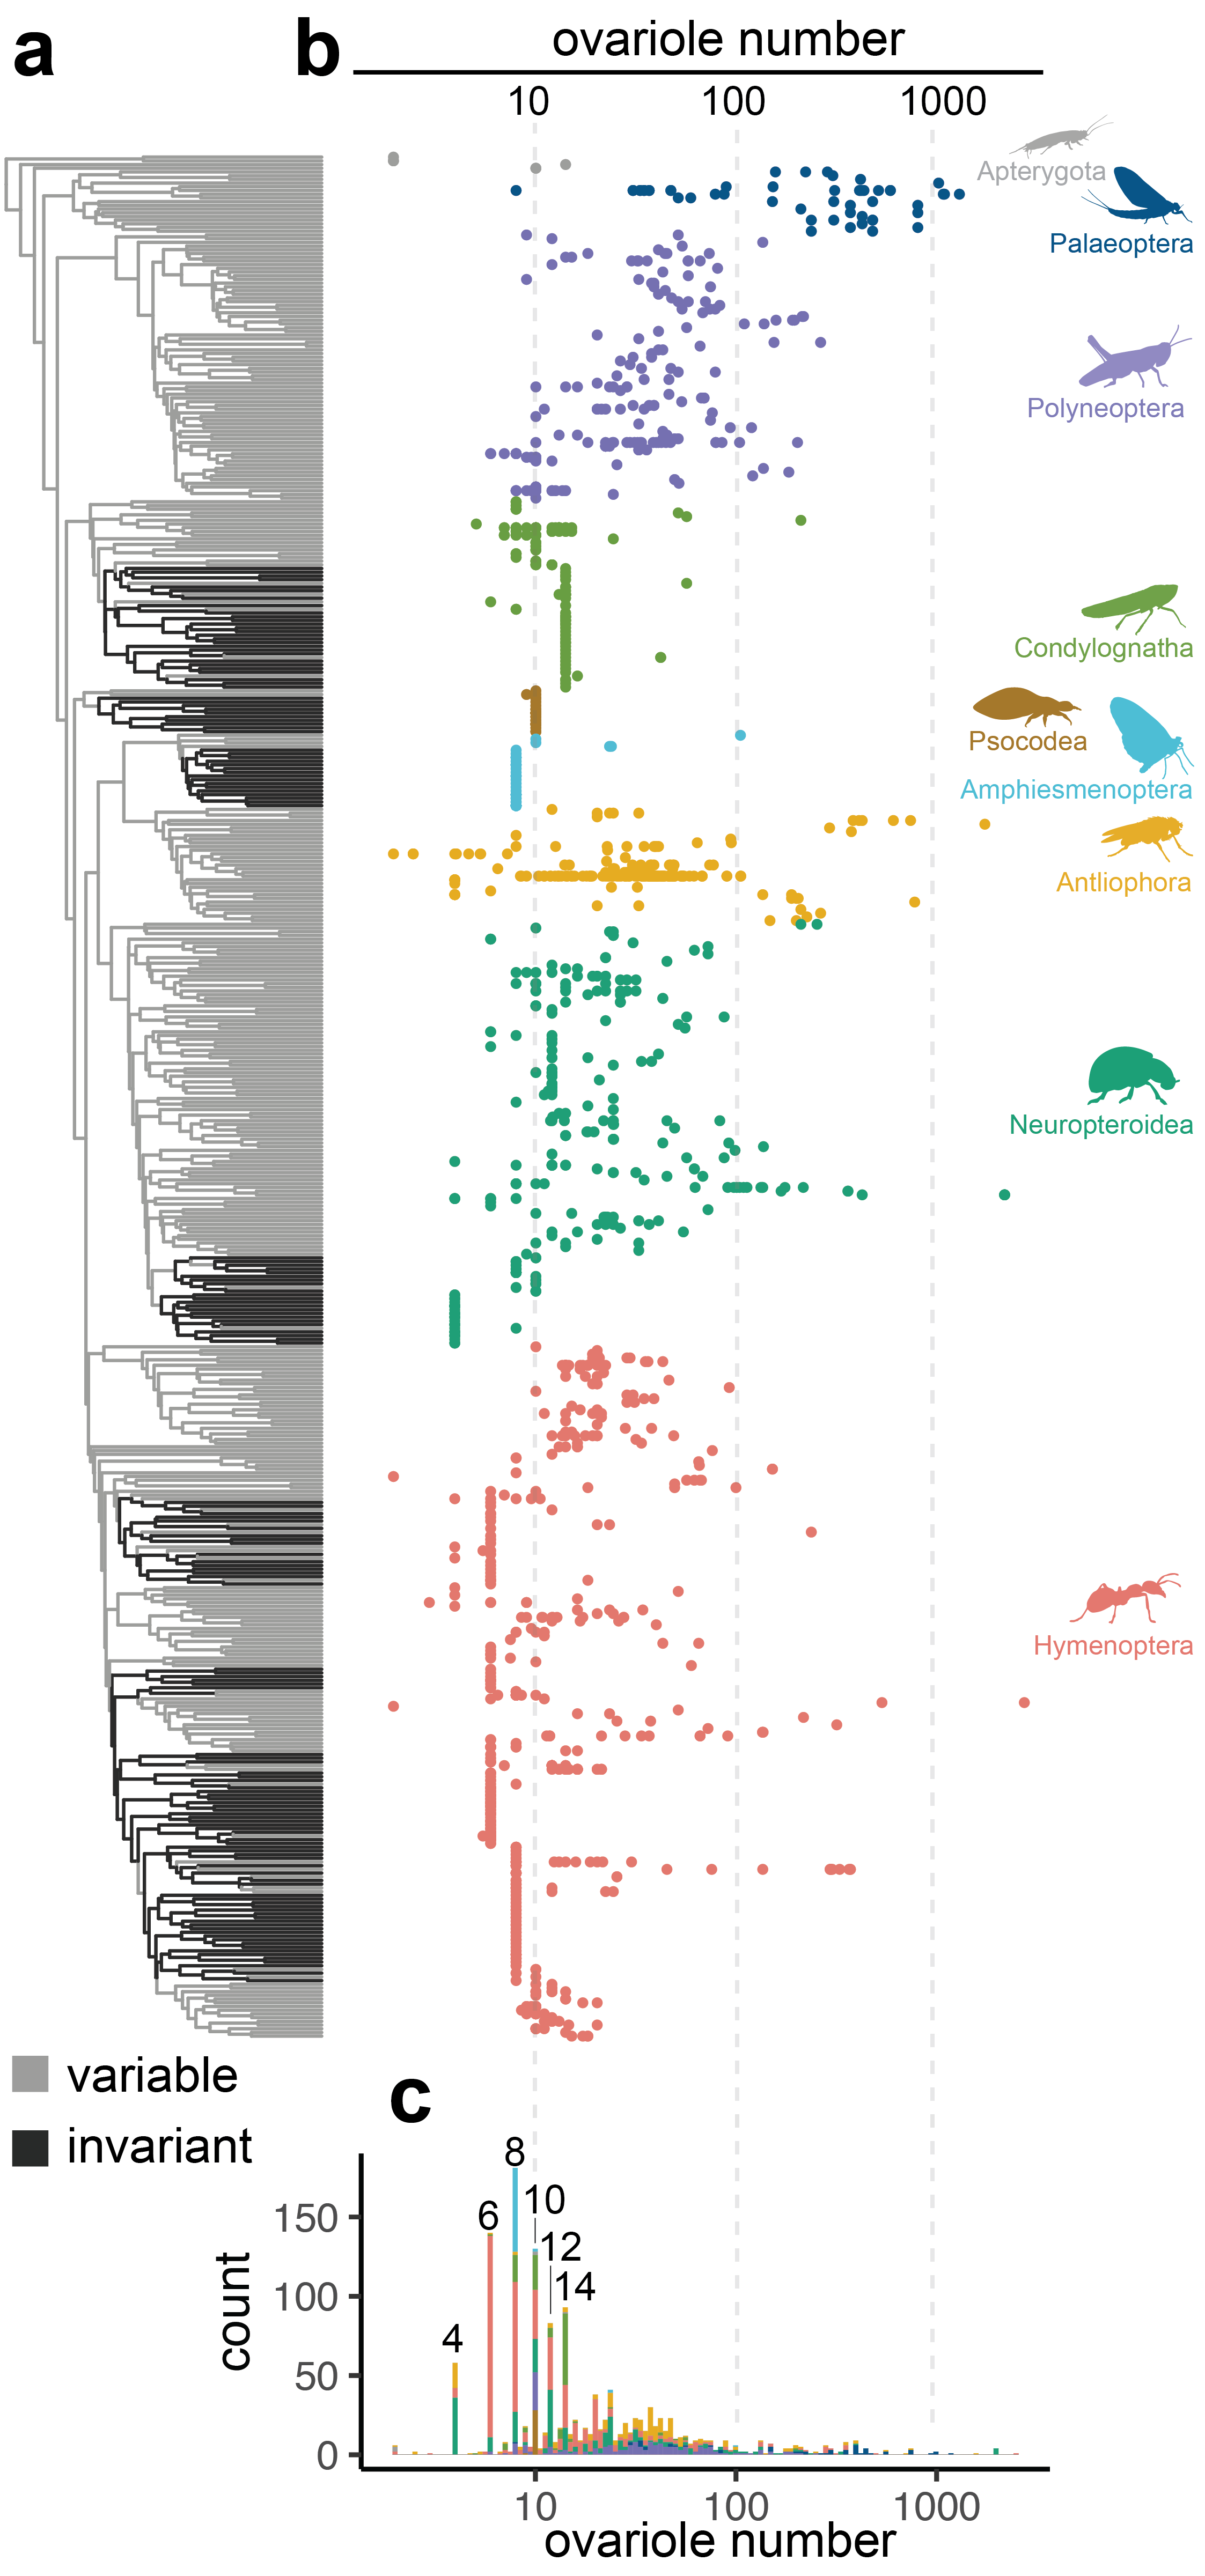 a
b
ovariole number
10 100 1000
Apterygota
Palaeoptera
Polyneoptera
Condylognatha
Psocodea
Amphiesmenoptera
Antliophora
Neuropteroidea
Hymenoptera
variable
invariant
c
8
10
6
12
14
4
150
100
50
0
count
10 100 1000
ovariole number